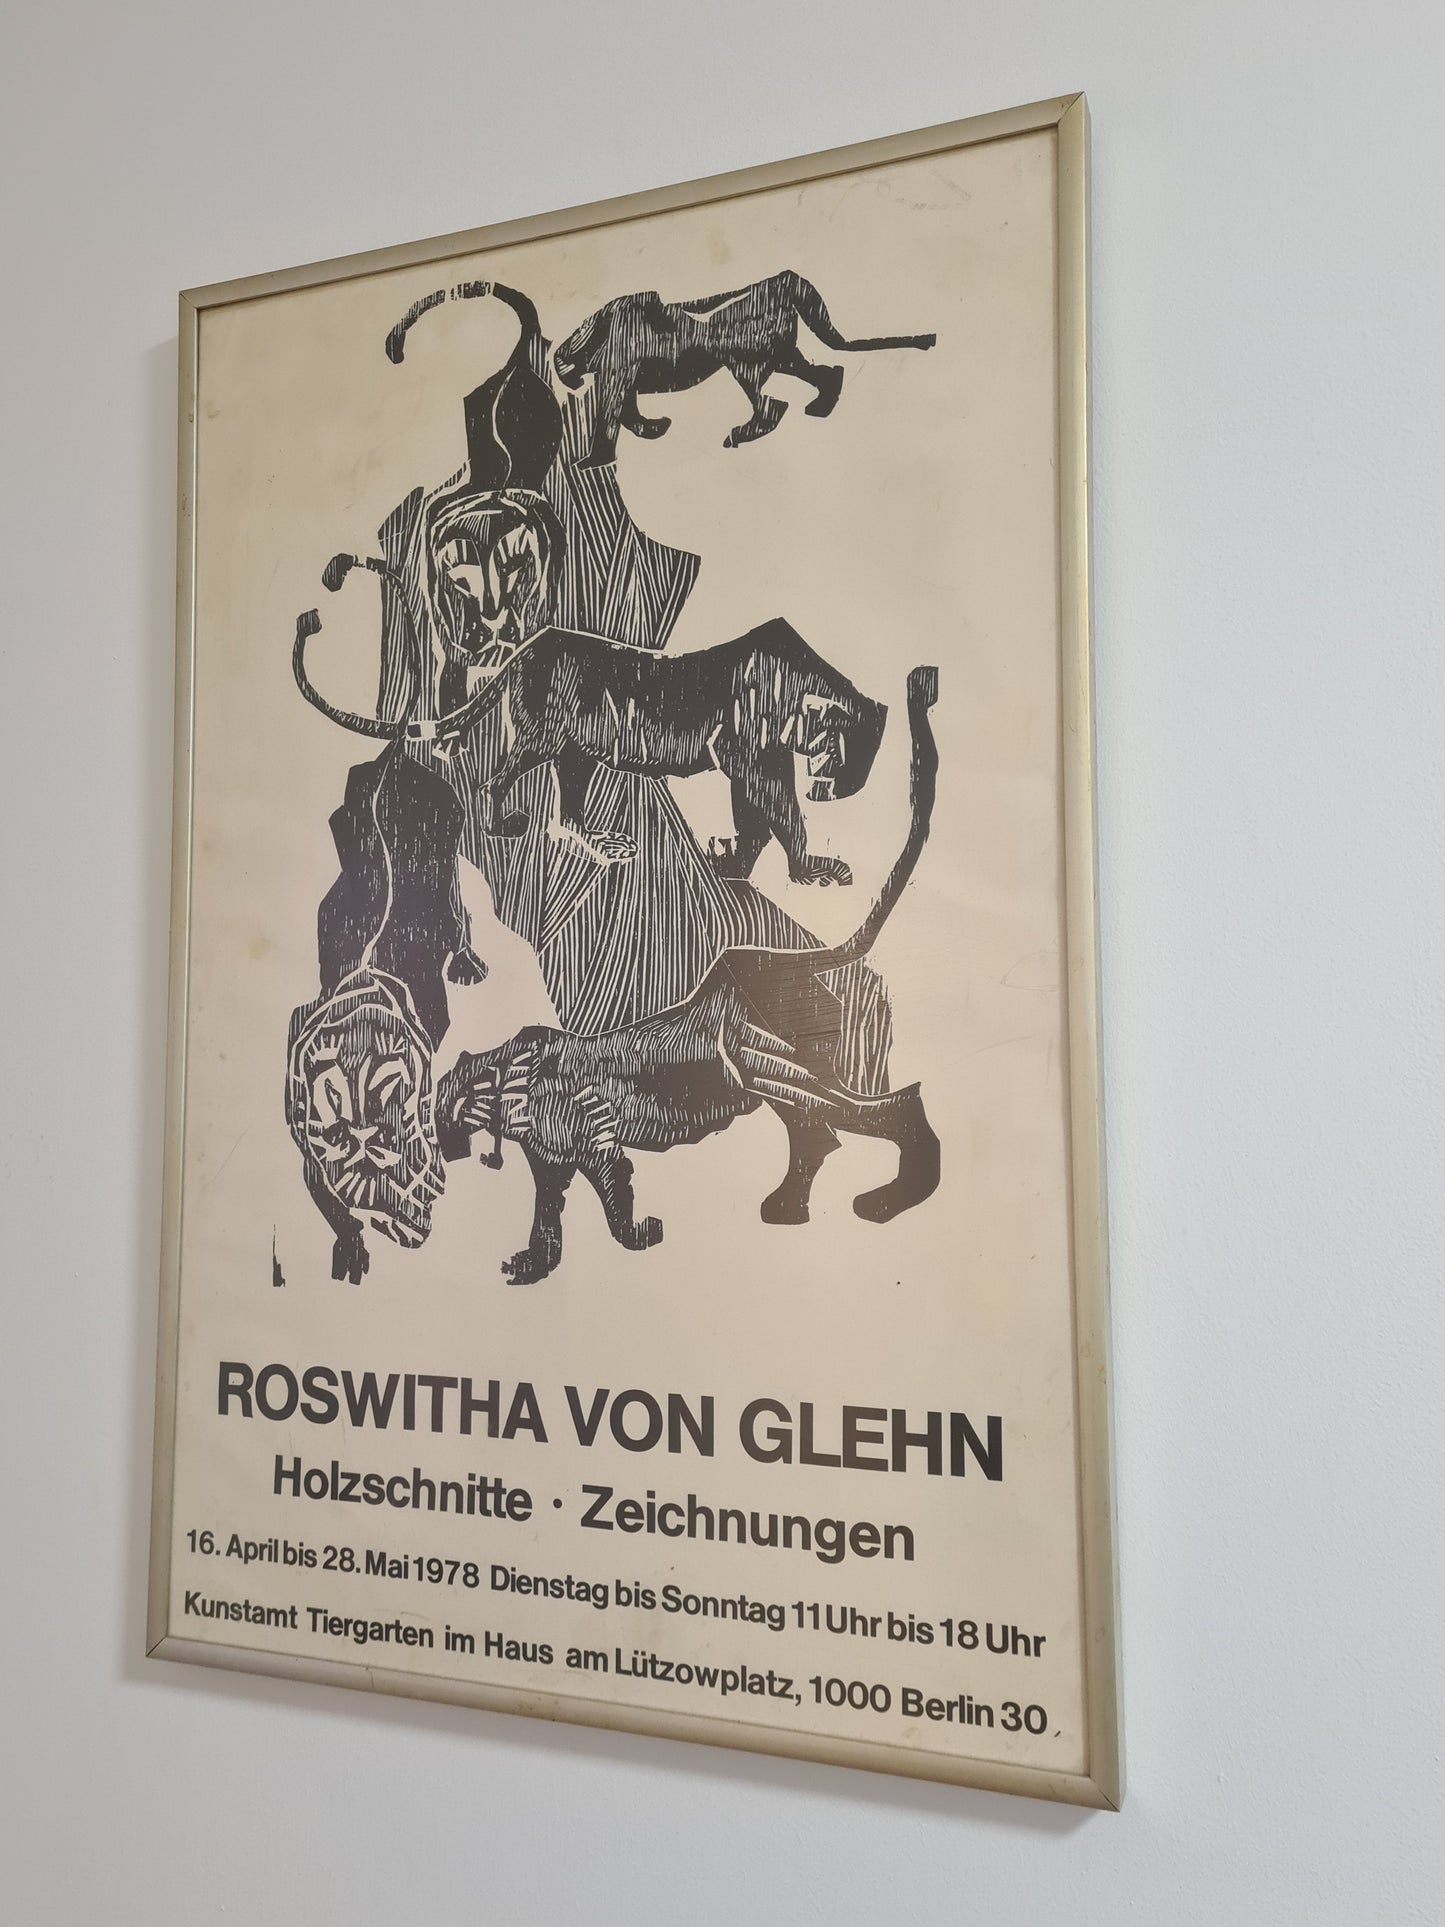 ROSWITHA VON GLEHN
Holzschnitte · Zeichnungen
16. April bis 28. Mai 1978 Dienstag bis Sonntag 11 Uhr bis 18 Uhr
Kunstamt Tiergarten im Haus am Lützowplatz, 1000 Berlin 30